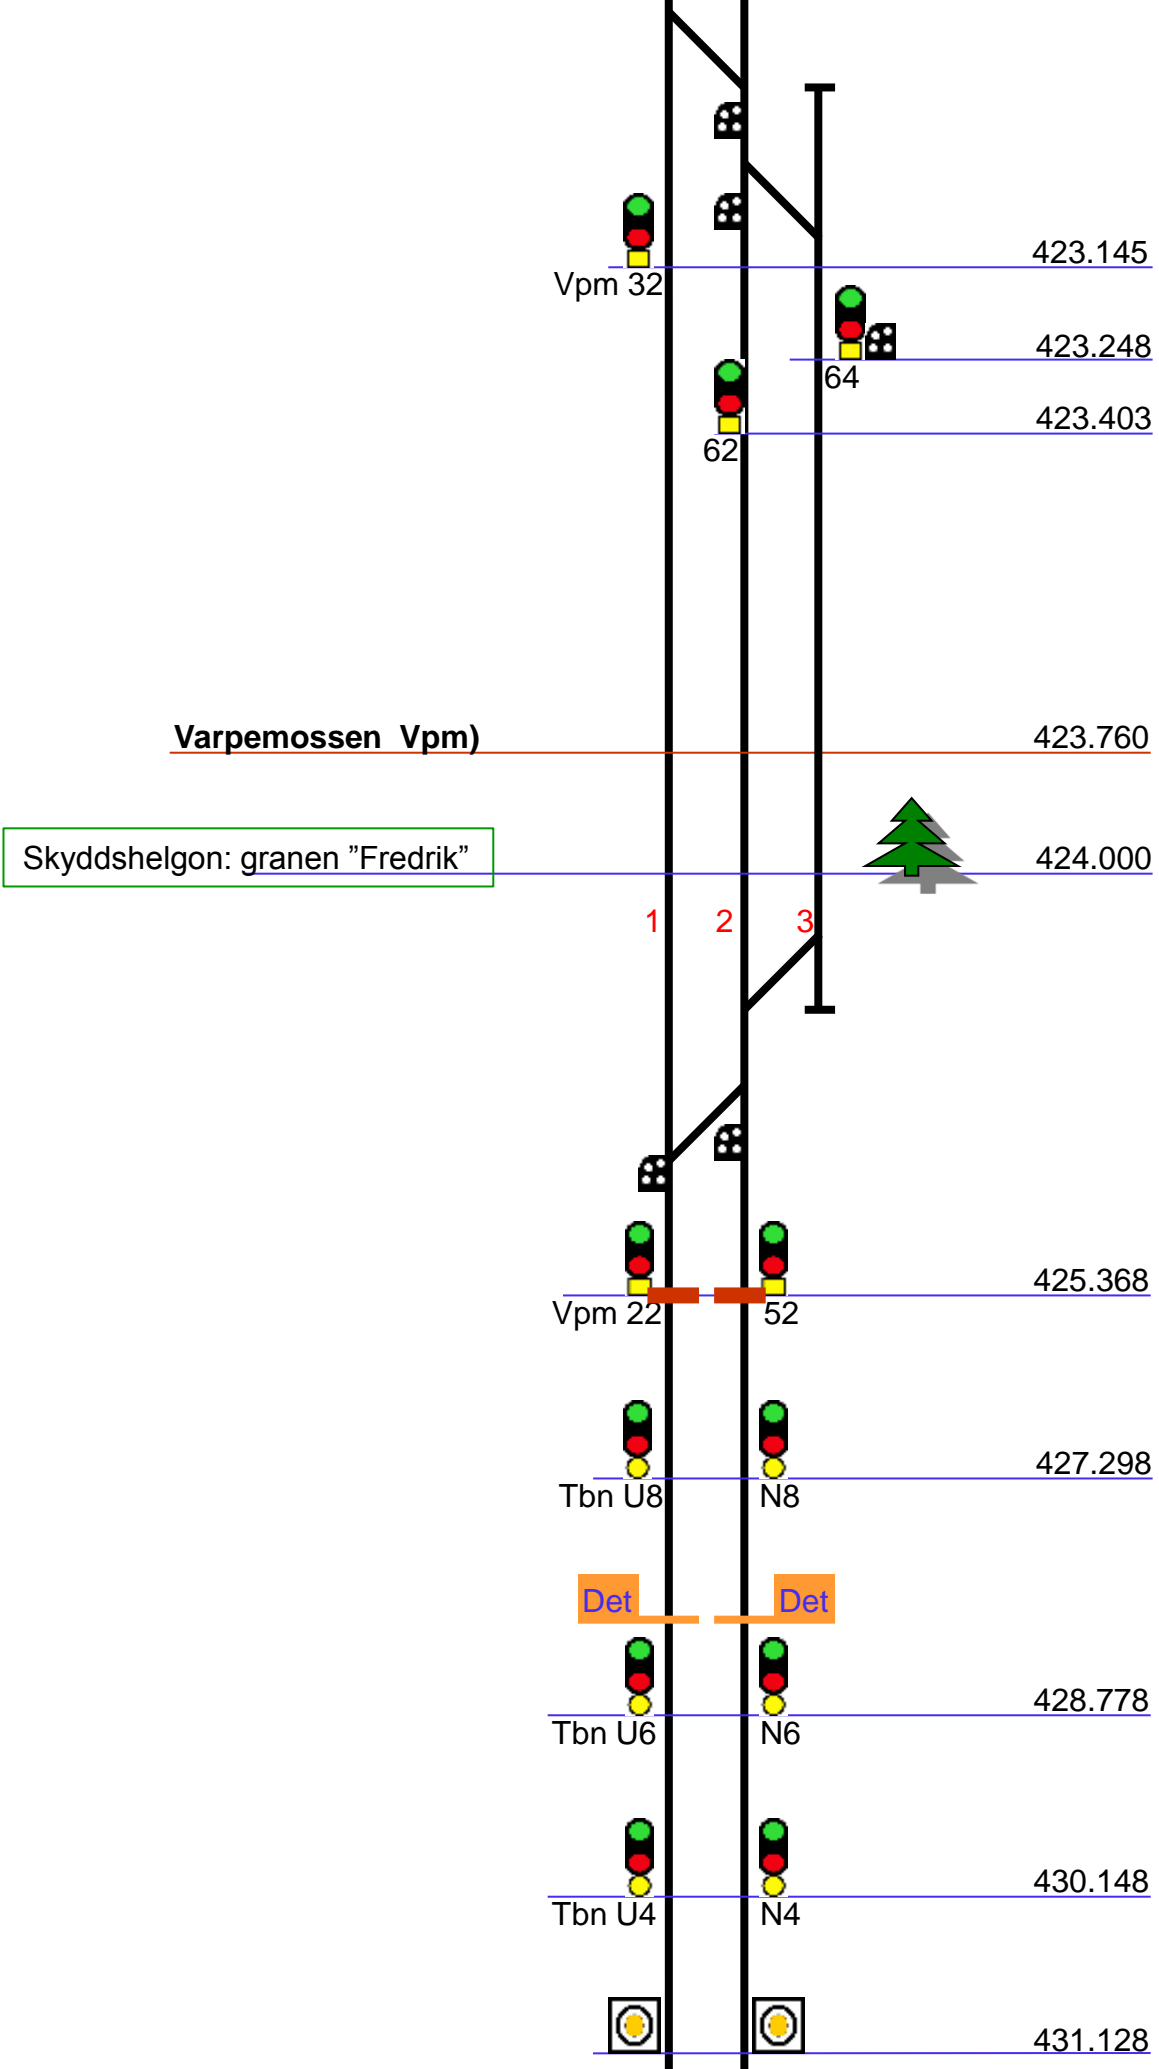 423.145
Vpm 32
423.248
64
423.403
62
Varpemossen  Vpm)
423.760
Skyddshelgon: granen ”Fredrik”
424.000
1 2 3
425.368
Vpm 22 52
427.298
Tbn U8 N8
Det Det
428.778
Tbn U6 N6
430.148
Tbn U4 N4
431.128